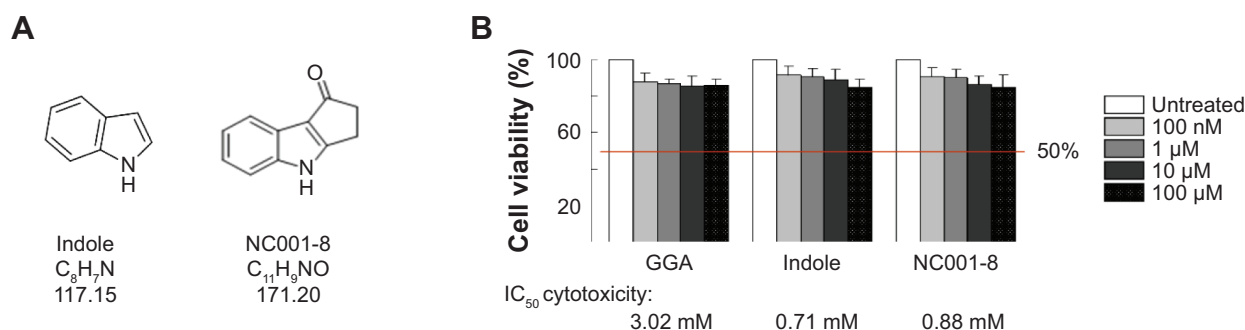 A
O
N
H
N
H
Indole
C₈H₇N
117.15
NC001-8
C₁₁H₉NO
171.20
B
Cell viability (%)
100
60
20
50%
GGA
Indole
NC001-8
Untreated
100 nM
1 µM
10 µM
100 µM
IC₅₀ cytotoxicity:
3.02 mM 0.71 mM 0.88 mM